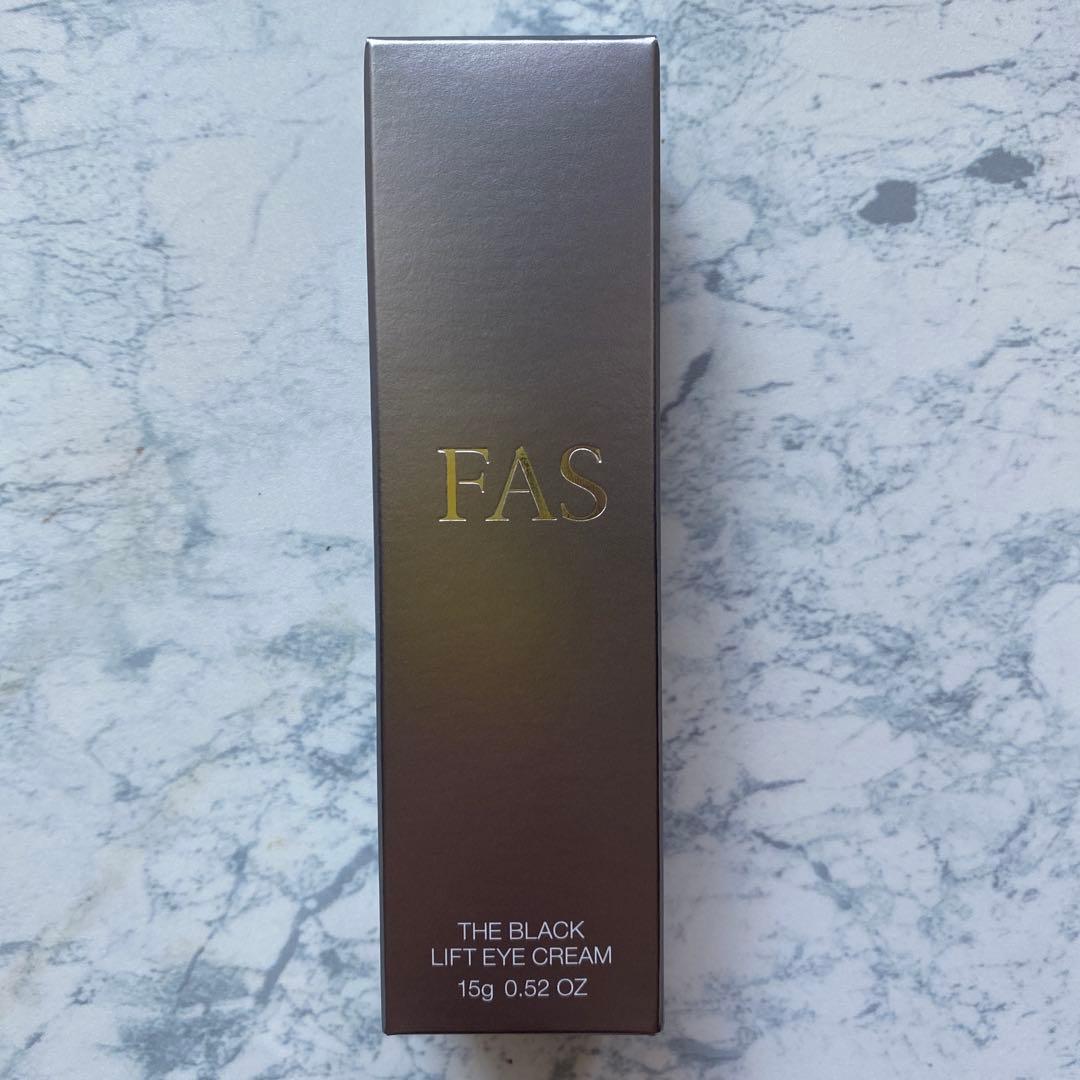 FAS
THE BLACK
LIFT EYE CREAM
15g 0.52 OZ